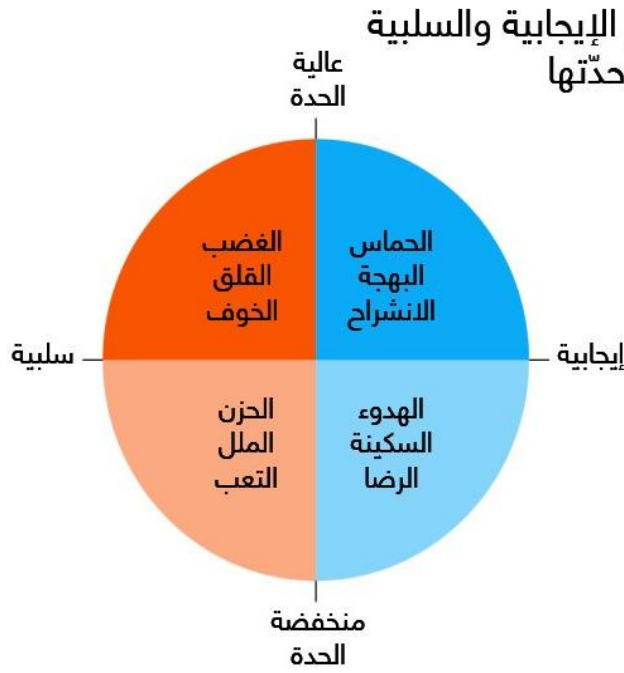 الإيجابية والسلبية
حدّتها
عالية
الحدة
الحماس
البهجة
الانشراح
الغضب
القلق
الخوف
إيجابية
سلبية
الهدوء
السكينة
الرضا
الحزن
الملل
التعب
منخفضة
الحدة